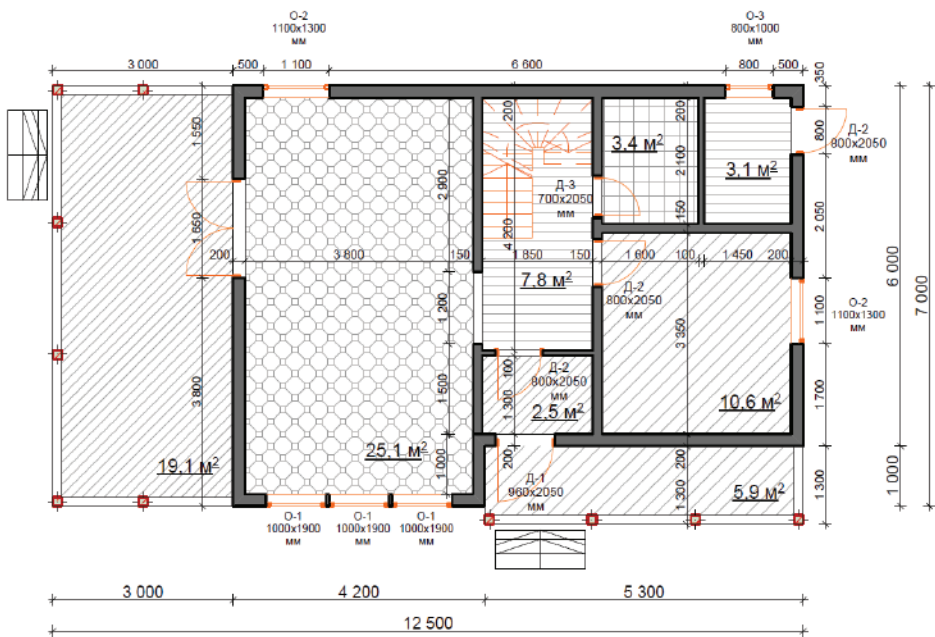 О-2
1100х1300
мм
О-3
800х1000
мм
3 000
500
1 100
6 600
800
500
350
1 550
200
200
800
Д-2
800х2050
мм
3,4 м²
2 100
3,1 м²
2 900
Д-3
700х2050
мм
4 200
150
2 050
1 650
200
3 800
150
1 850
150
1 600
100
1 450
200
6 000
7 000
7,8 м²
Д-2
800х2050
мм
1 100
О-2
1100х1300
мм
1 200
3 350
3 800
100
Д-2
800х2050
мм
1 500
1 300
2,5 м²
10,6 м²
1 700
25,1 м²
19,1 м²
1 000
200
200
Д-1
960х2050
мм
1 300
5,9 м²
1 300
1 000
О-1
1000х1900
мм
О-1
1000х1900
мм
О-1
1000х1900
мм
3 000
4 200
5 300
12 500